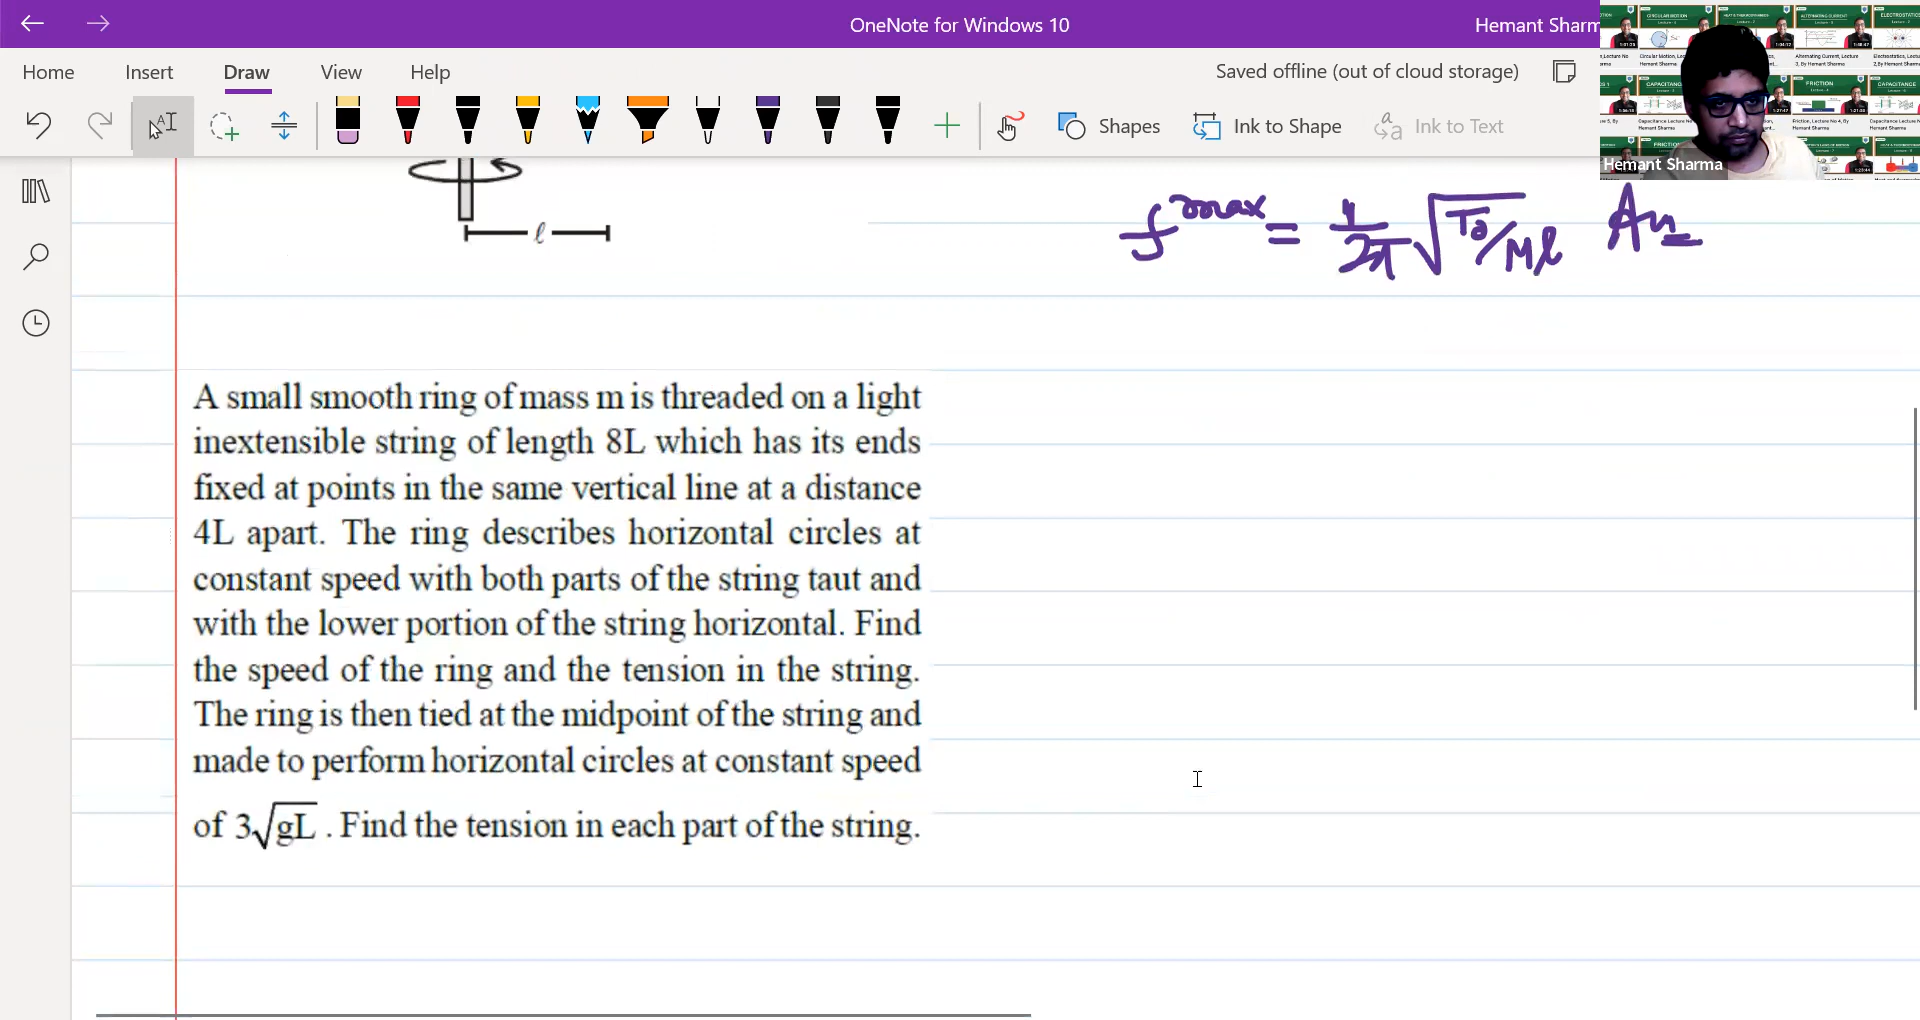 OneNote for Windows 10
Hemant Sharm
Home Insert Draw View Help
Saved offline (out of cloud storage)
Shapes Ink to Shape Ink to Text
Hemant Sharma
ℓ
f max = 1/2π √T0/Mℓ An
A small smooth ring of mass m is threaded on a light
inextensible string of length 8L which has its ends
fixed at points in the same vertical line at a distance
4L apart. The ring describes horizontal circles at
constant speed with both parts of the string taut and
with the lower portion of the string horizontal. Find
the speed of the ring and the tension in the string.
The ring is then tied at the midpoint of the string and
made to perform horizontal circles at constant speed
of 3√gL . Find the tension in each part of the string.